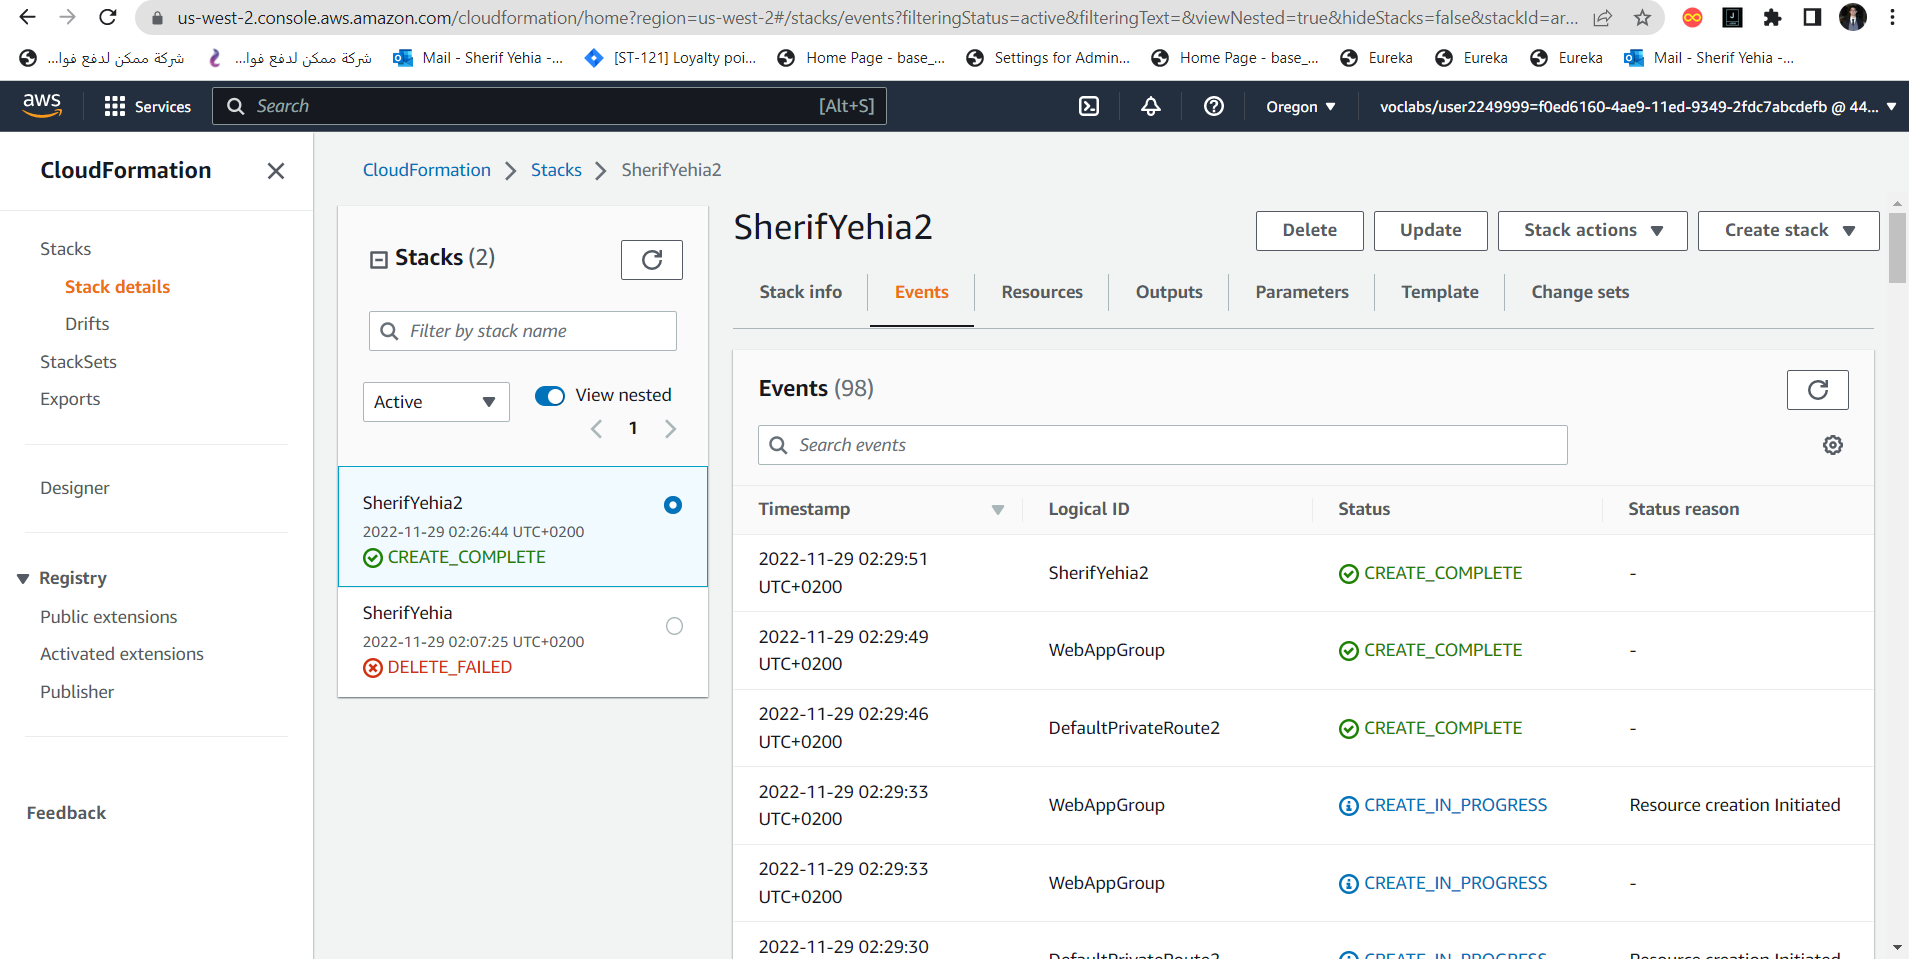 us-west-2.console.aws.amazon.com/cloudformation/home?region=us-west-2#/stacks/events?filteringStatus=active&filteringText=&viewNested=true&hideStacks=false&stackId=ar...
شركة ممكن لدفع فوا...
شركة ممكن لدفع فوا...
Mail - Sherif Yehia -...
[ST-121] Loyalty poi...
Home Page - base_...
Settings for Admin...
Home Page - base_...
Eureka
Eureka
Eureka
Mail - Sherif Yehia -...
aws
Services
Search
[Alt+S]
Oregon
voclabs/user2249999=f0ed6160-4ae9-11ed-9349-2fdc7abcdefb @ 44...
CloudFormation
Stacks
Stack details
Drifts
StackSets
Exports
Designer
Registry
Public extensions
Activated extensions
Publisher
Feedback
CloudFormation
Stacks
SherifYehia2
Stacks (2)
Filter by stack name
Active
View nested
1
SherifYehia2
2022-11-29 02:26:44 UTC+0200
CREATE_COMPLETE
SherifYehia
2022-11-29 02:07:25 UTC+0200
DELETE_FAILED
SherifYehia2
Delete
Update
Stack actions
Create stack
Stack info
Events
Resources
Outputs
Parameters
Template
Change sets
Events (98)
Search events
Timestamp
Logical ID
Status
Status reason
2022-11-29 02:29:51
UTC+0200
SherifYehia2
CREATE_COMPLETE
-
2022-11-29 02:29:49
UTC+0200
WebAppGroup
CREATE_COMPLETE
-
2022-11-29 02:29:46
UTC+0200
DefaultPrivateRoute2
CREATE_COMPLETE
-
2022-11-29 02:29:33
UTC+0200
WebAppGroup
CREATE_IN_PROGRESS
Resource creation Initiated
2022-11-29 02:29:33
UTC+0200
WebAppGroup
CREATE_IN_PROGRESS
-
2022-11-29 02:29:30
DefaultPrivateRoute2
CREATE_IN_PROGRESS
Resource creation Initiated